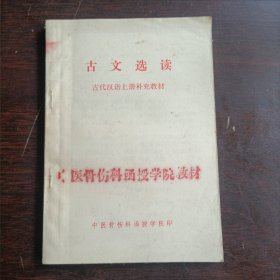 古文选读
古代汉语上册补充教材
医骨伤科函授学院教材
中医骨伤科函授学院印